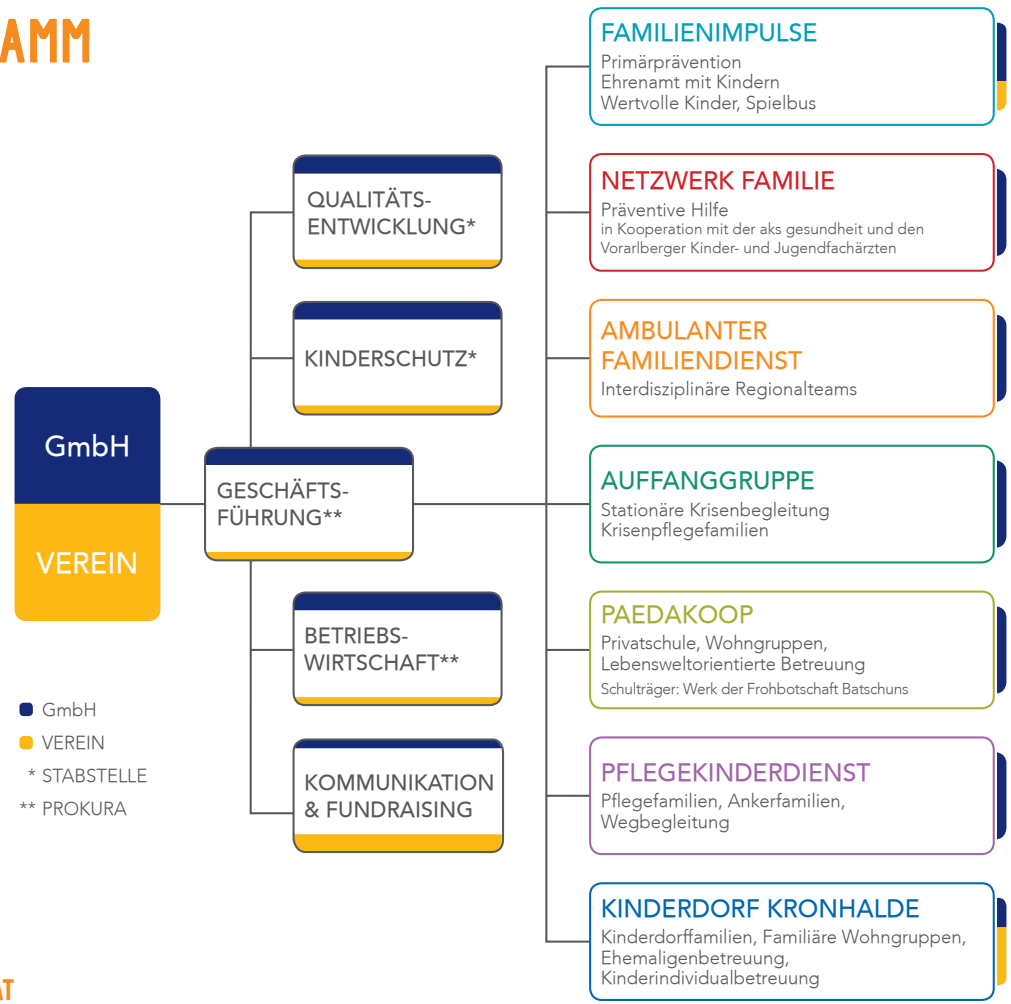 GmbH
VEREIN
GmbH
VEREIN
* STABSTELLE
** PROKURA
QUALITÄTS-
ENTWICKLUNG*
KINDERSCHUTZ*
GESCHÄFTS-
FÜHRUNG**
BETRIEBS-
WIRTSCHAFT**
KOMMUNIKATION
& FUNDRAISING
FAMILIENIMPULSE
Primärprävention
Ehrenamt mit Kindern
Wertvolle Kinder, Spielbus
NETZWERK FAMILIE
Präventive Hilfe
in Kooperation mit der aks gesundheit und den
Vorarlberger Kinder- und Jugendfachärzten
AMBULANTER
FAMILIENDIENST
Interdisziplinäre Regionalteams
AUFFANGGRUPPE
Stationäre Krisenbegleitung
Krisenpflegefamilien
PAEDAKOOP
Privatschule, Wohngruppen,
Lebensweltorientierte Betreuung
Schulträger: Werk der Frohbotschaft Batschuns
PFLEGEKINDERDIENST
Pflegefamilien, Ankerfamilien,
Wegbegleitung
KINDERDORF KRONHALDE
Kinderdorffamilien, Familiäre Wohngruppen,
Ehemaligenbetreuung,
Kinderindividualbetreuung